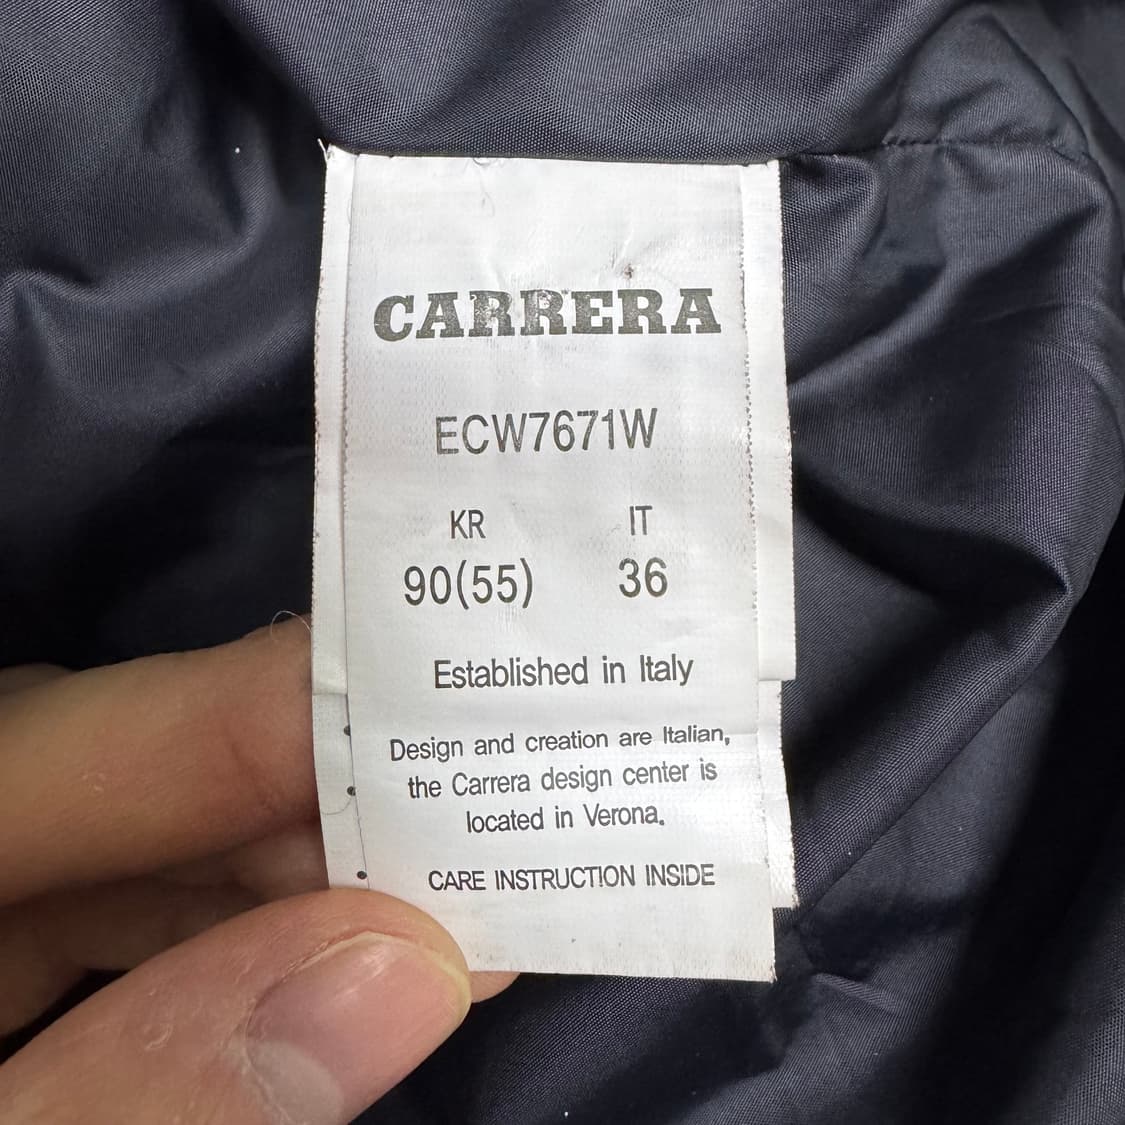 CARRERA
ECW7671W
KR IT
90(55) 36
Established in Italy
Design and creation are Italian,
the Carrera design center is
located in Verona.
CARE INSTRUCTION INSIDE